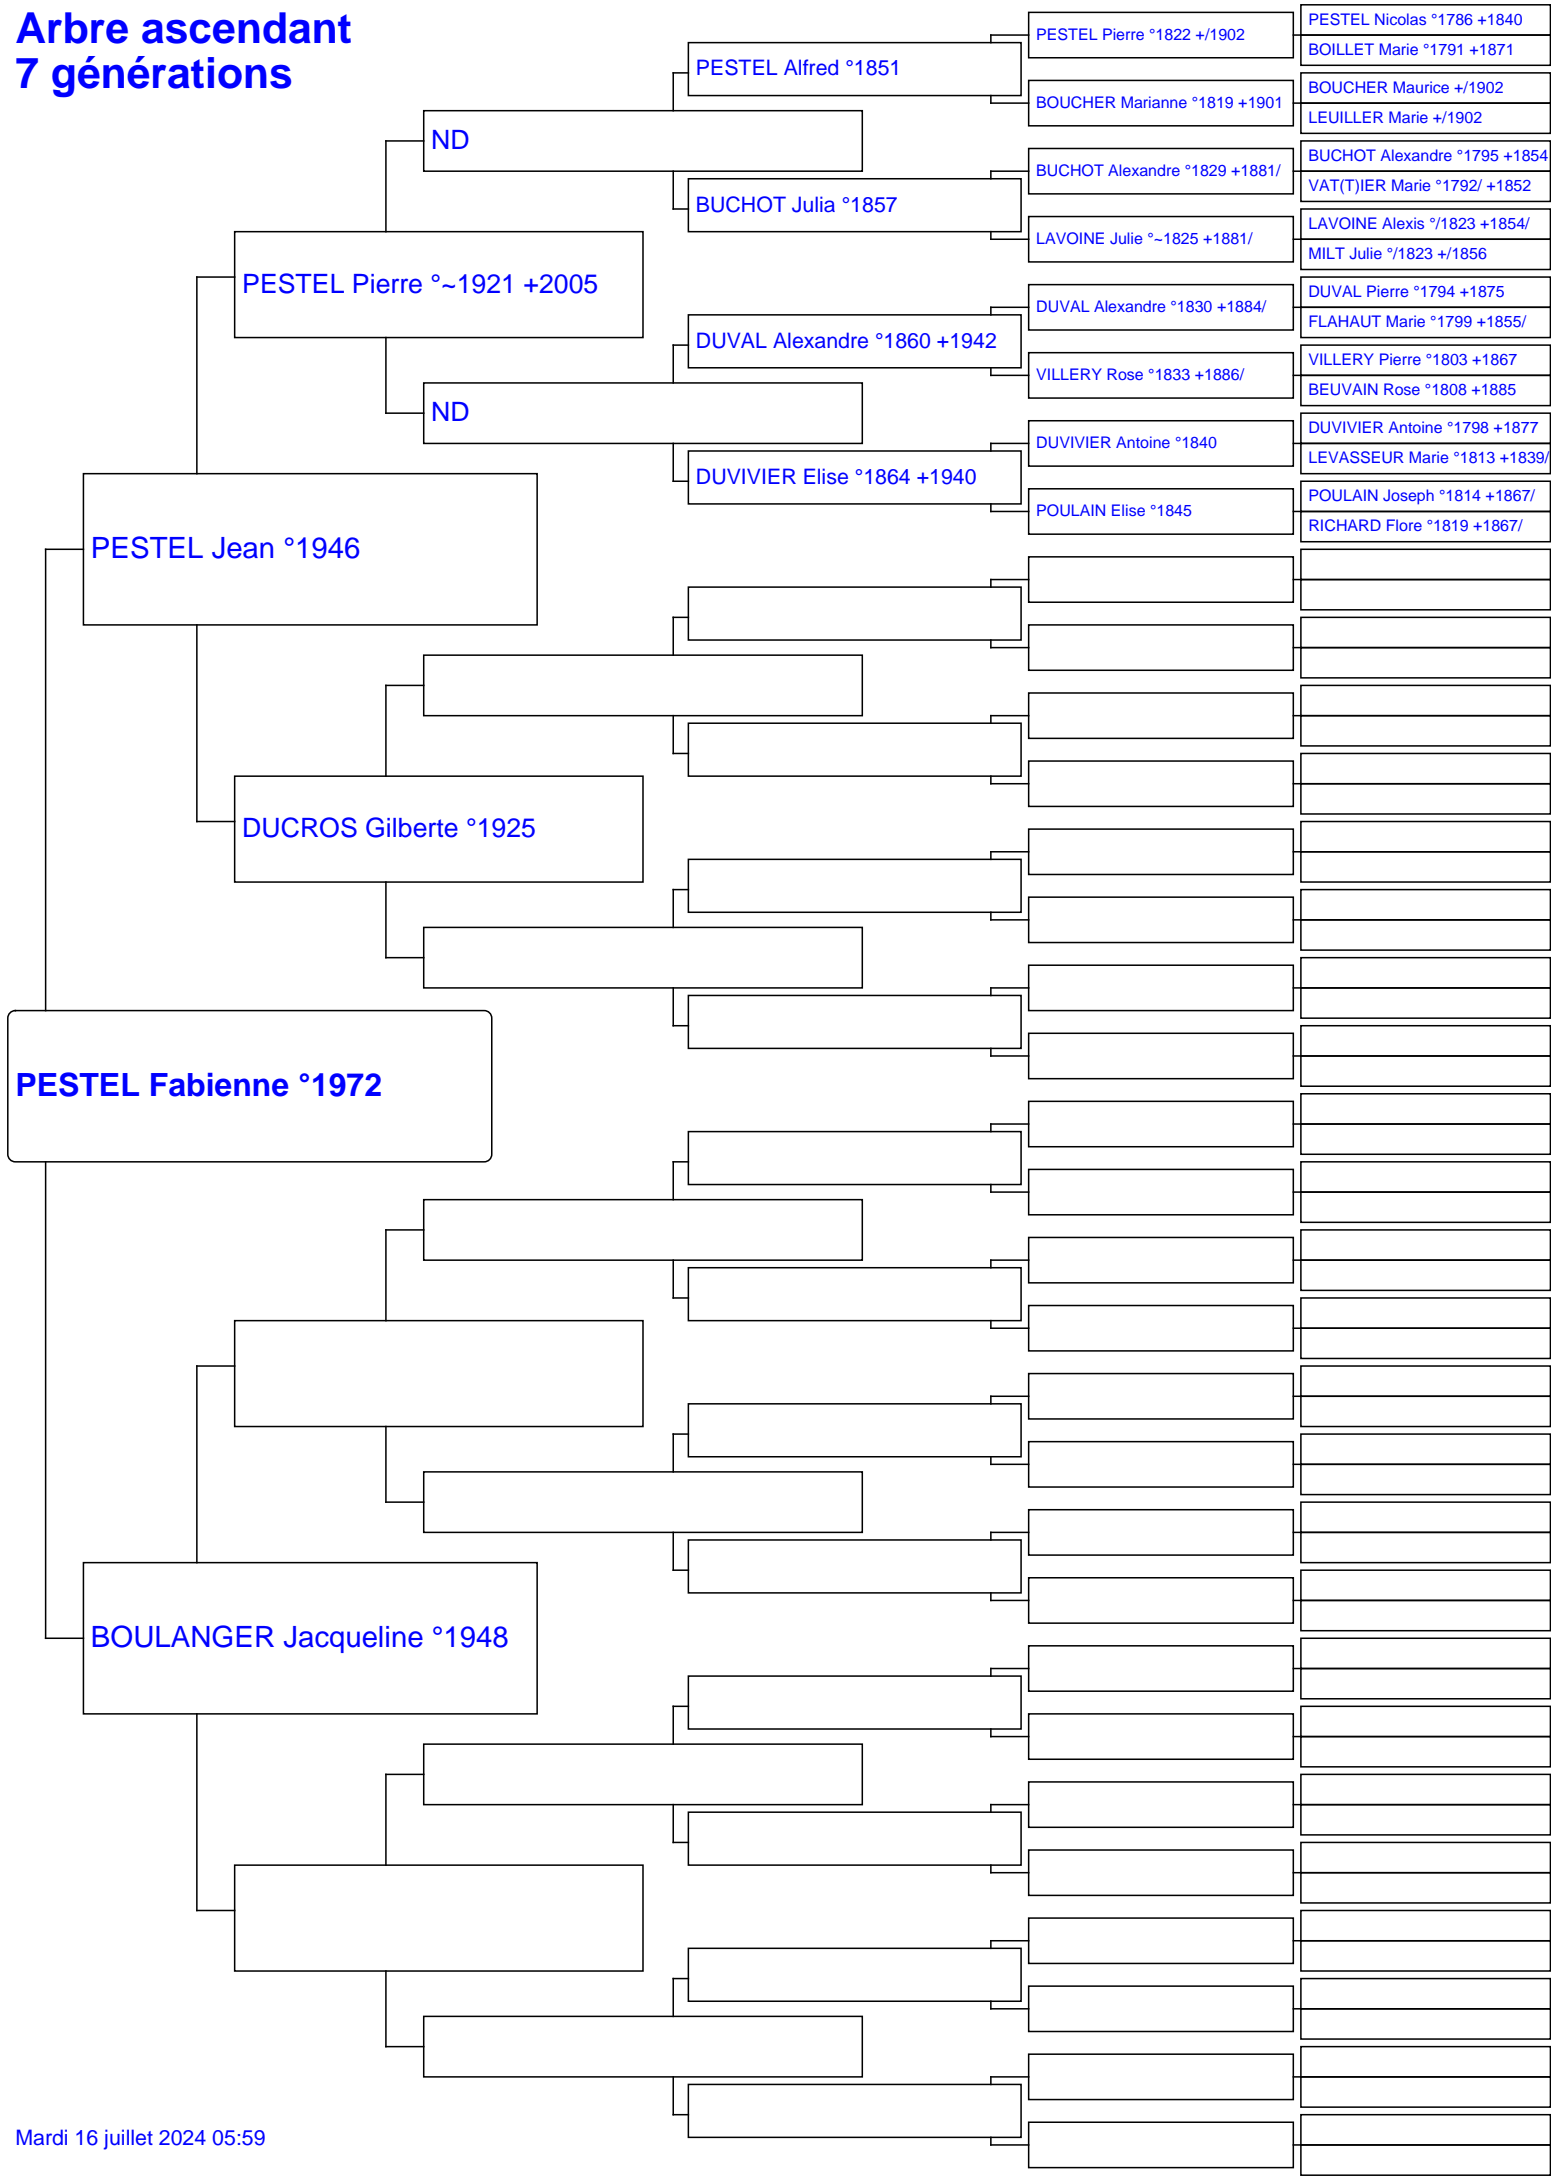 Arbre ascendant
7 générations
PESTEL Fabienne °1972
PESTEL Jean °1946
BOULANGER Jacqueline °1948
PESTEL Pierre °~1921 +2005
DUCROS Gilberte °1925
ND
ND
PESTEL Alfred °1851
BUCHOT Julia °1857
DUVAL Alexandre °1860 +1942
DUVIVIER Elise °1864 +1940
PESTEL Pierre °1822 +/1902
BOUCHER Marianne °1819 +1901
BUCHOT Alexandre °1829 +1881/
LAVOINE Julie °~1825 +1881/
DUVAL Alexandre °1830 +1884/
VILLERY Rose °1833 +1886/
DUVIVIER Antoine °1840
POULAIN Elise °1845
PESTEL Nicolas °1786 +1840
BOILLET Marie °1791 +1871
BOUCHER Maurice +/1902
LEUILLER Marie +/1902
BUCHOT Alexandre °1795 +1854
VAT(T)IER Marie °1792/ +1852
LAVOINE Alexis °/1823 +1854/
MILT Julie °/1823 +/1856
DUVAL Pierre °1794 +1875
FLAHAUT Marie °1799 +1855/
VILLERY Pierre °1803 +1867
BEUVAIN Rose °1808 +1885
DUVIVIER Antoine °1798 +1877
LEVASSEUR Marie °1813 +1839/
POULAIN Joseph °1814 +1867/
RICHARD Flore °1819 +1867/
Mardi 16 juillet 2024 05:59